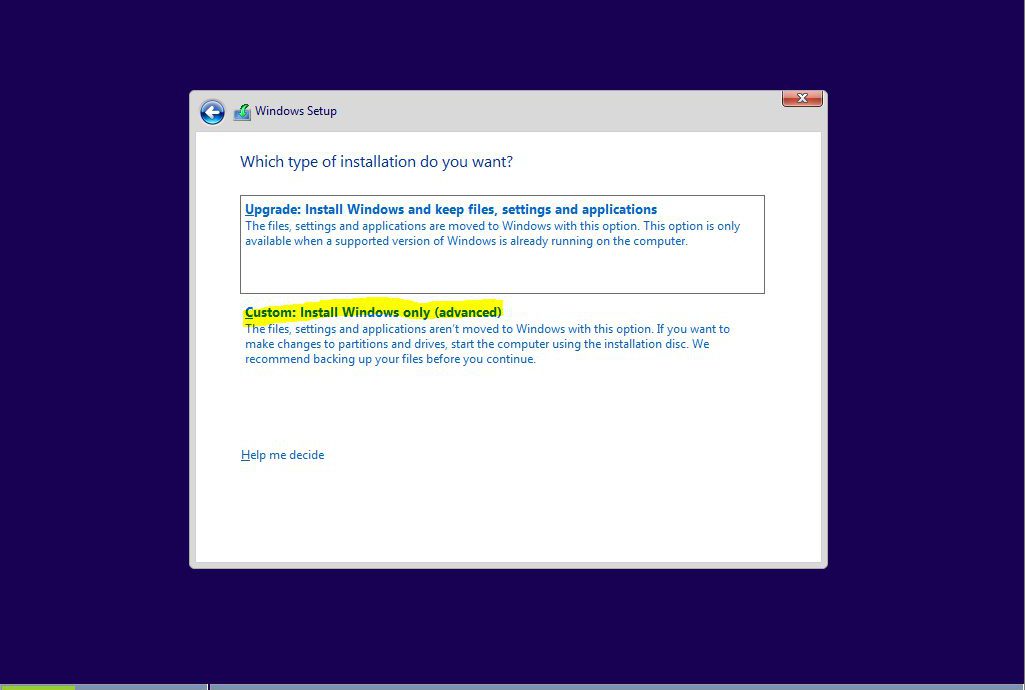 Windows Setup
Which type of installation do you want?
Upgrade: Install Windows and keep files, settings and applications
The files, settings and applications are moved to Windows with this option. This option is only
available when a supported version of Windows is already running on the computer.
Custom: Install Windows only (advanced)
The files, settings and applications aren't moved to Windows with this option. If you want to
make changes to partitions and drives, start the computer using the installation disc. We
recommend backing up your files before you continue.
Help me decide